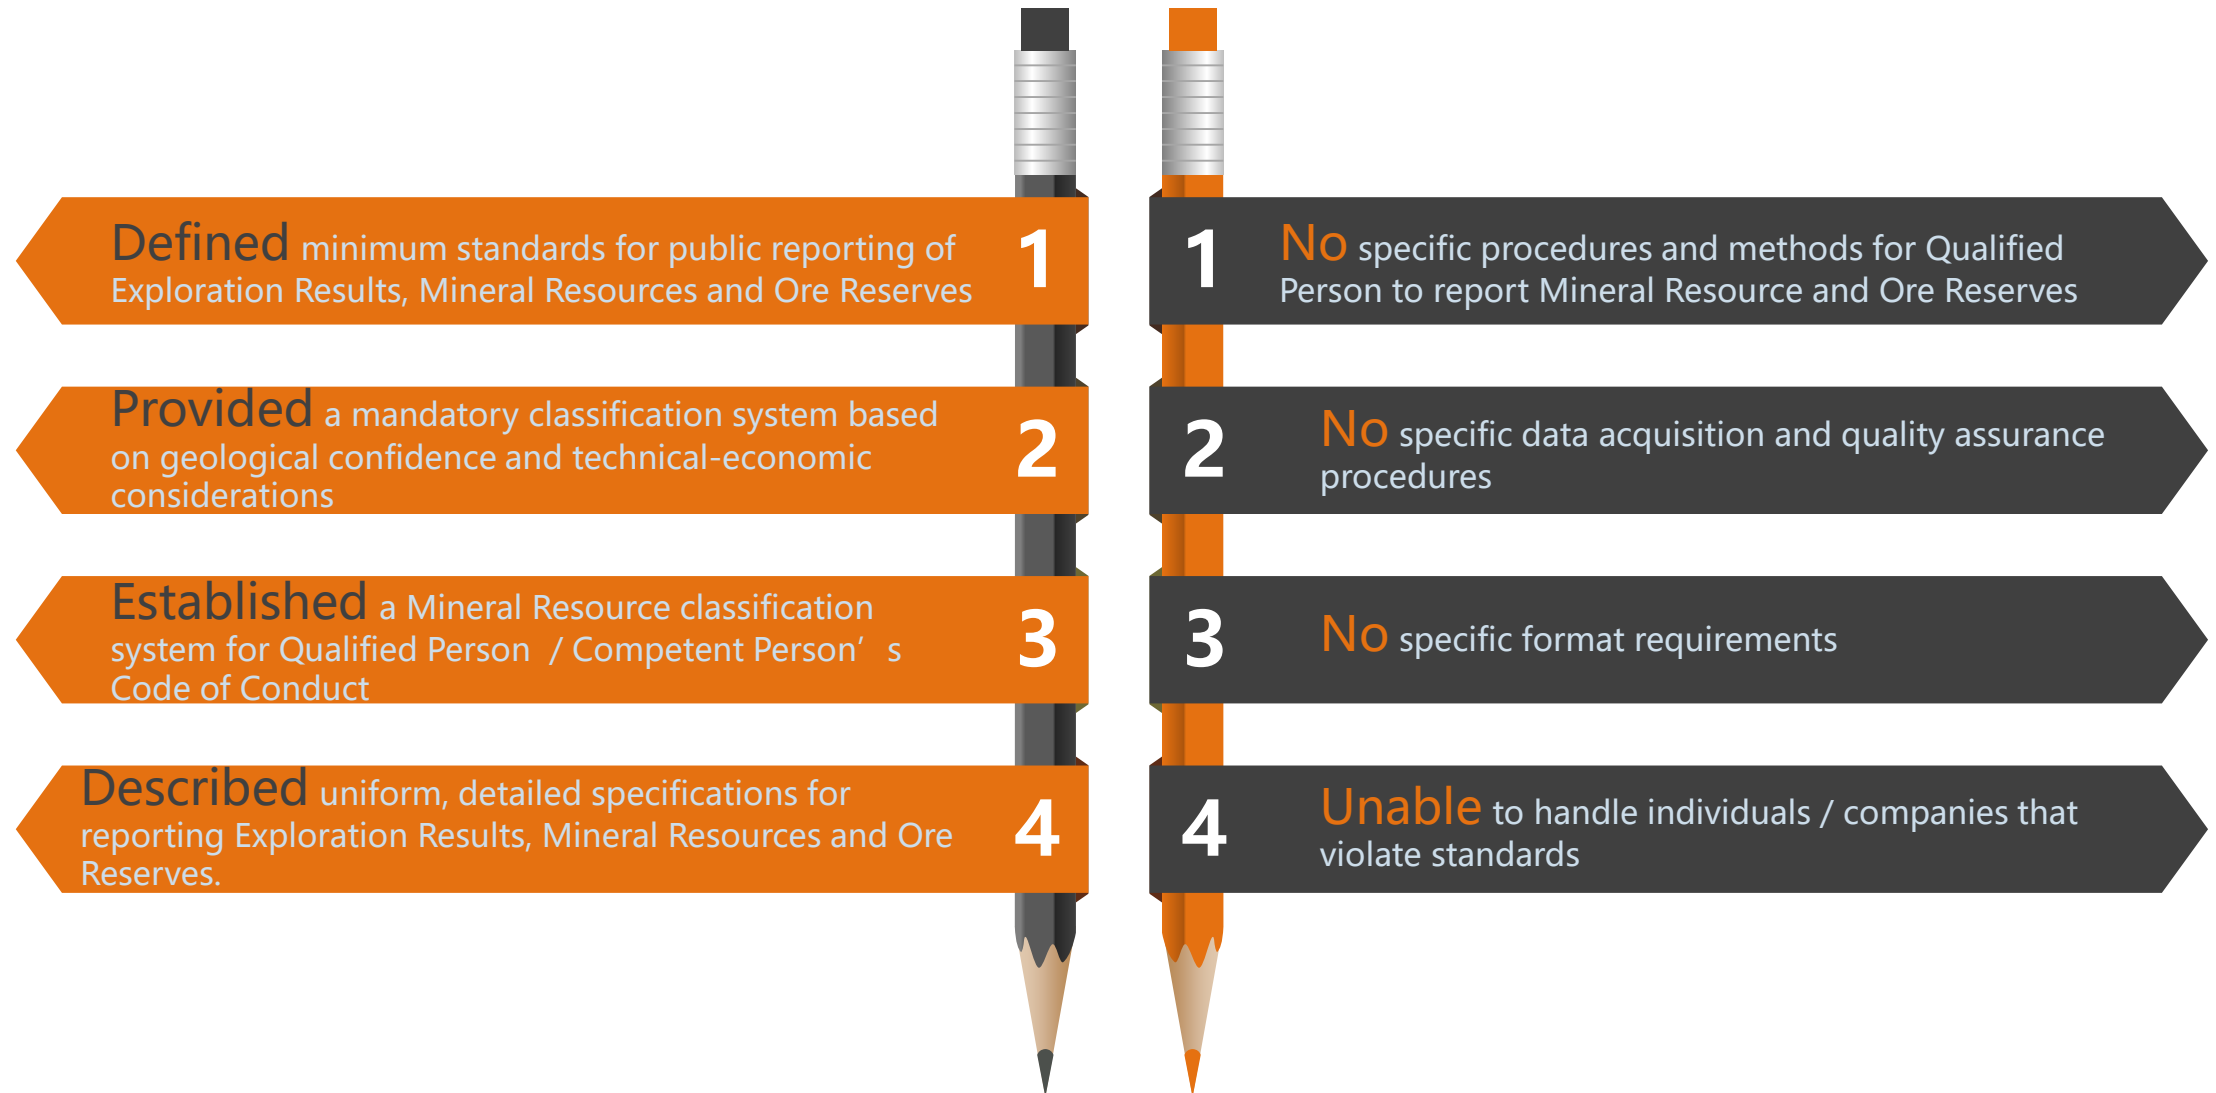 Defined minimum standards for public reporting of
Exploration Results, Mineral Resources and Ore Reserves
1
Provided a mandatory classification system based
on geological confidence and technical-economic
considerations
2
Established a Mineral Resource classification
system for Qualified Person / Competent Person’s
Code of Conduct
3
Described uniform, detailed specifications for
reporting Exploration Results, Mineral Resources and Ore
Reserves.
4
1
No specific procedures and methods for Qualified
Person to report Mineral Resource and Ore Reserves
2
No specific data acquisition and quality assurance
procedures
3
No specific format requirements
4
Unable to handle individuals / companies that
violate standards